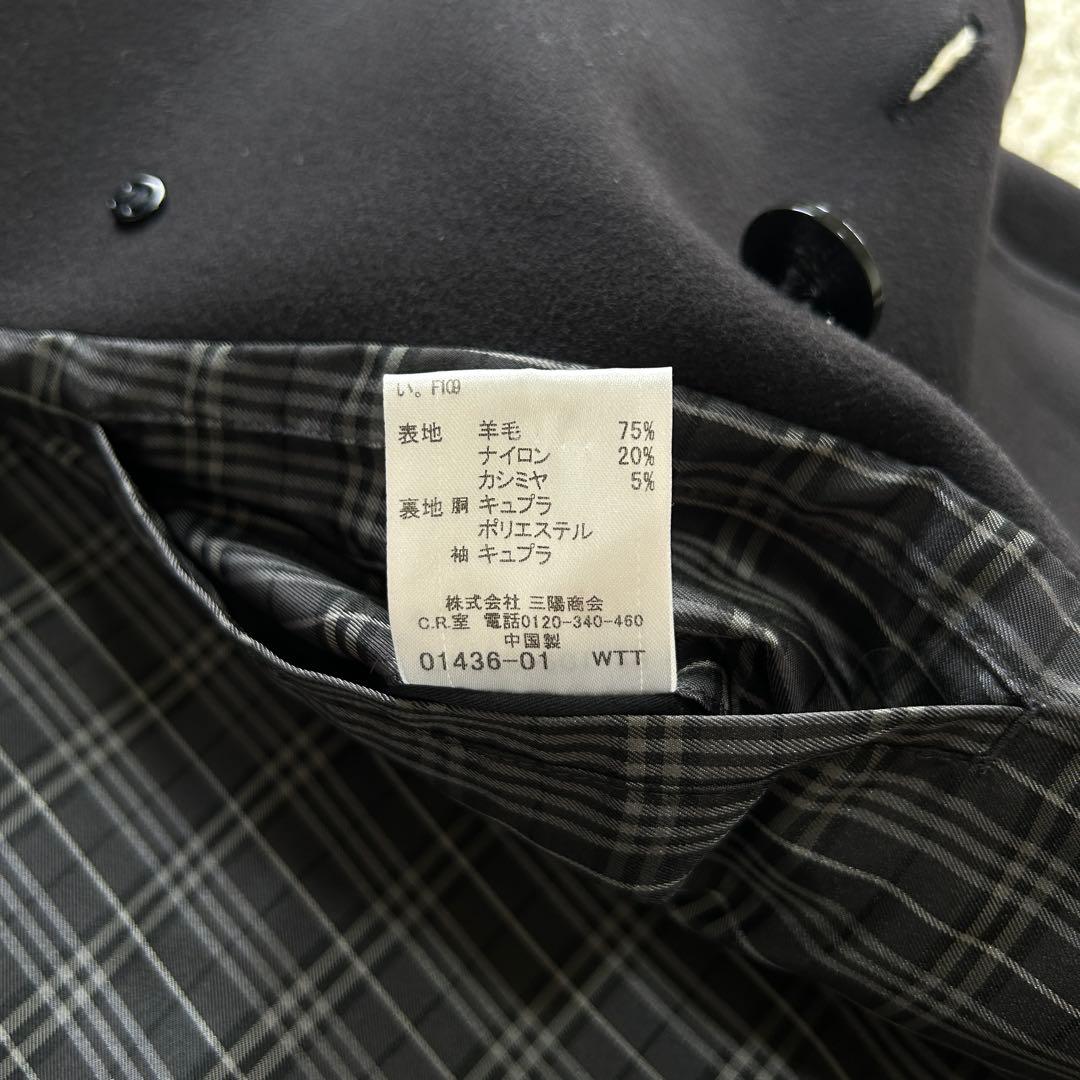 い。F109
表地 羊毛 75%
ナイロン 20%
カシミヤ 5%
裏地 胴 キュプラ
ポリエステル
袖 キュプラ
株式会社 三陽商会
C.R.室 電話0120-340-460
中国製
01436-01 WTT